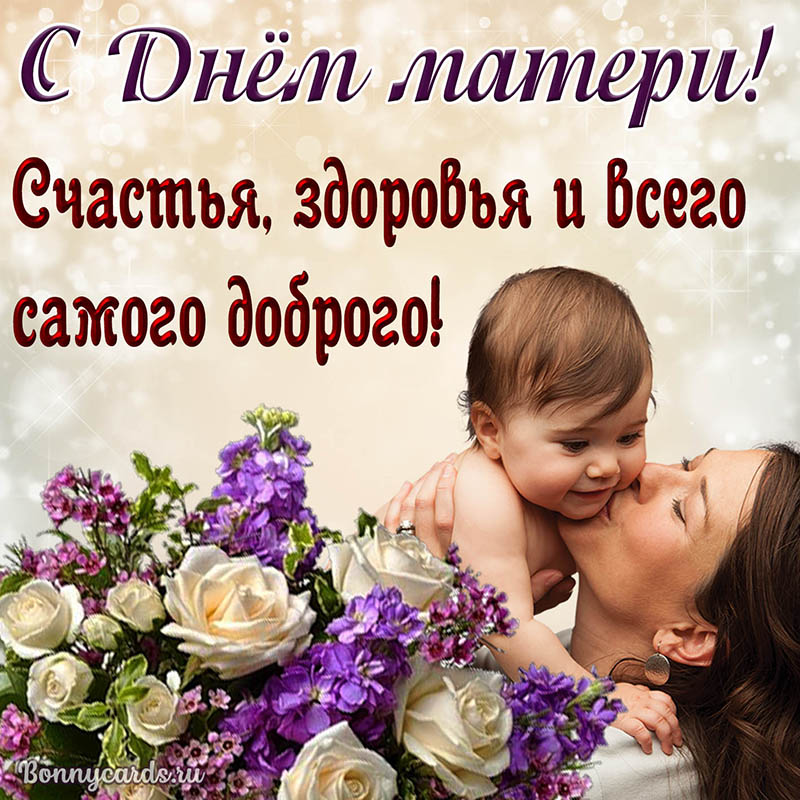 С Днём матери!
Счастья, здоровья и всего
самого доброго!
Bonnycards.ru